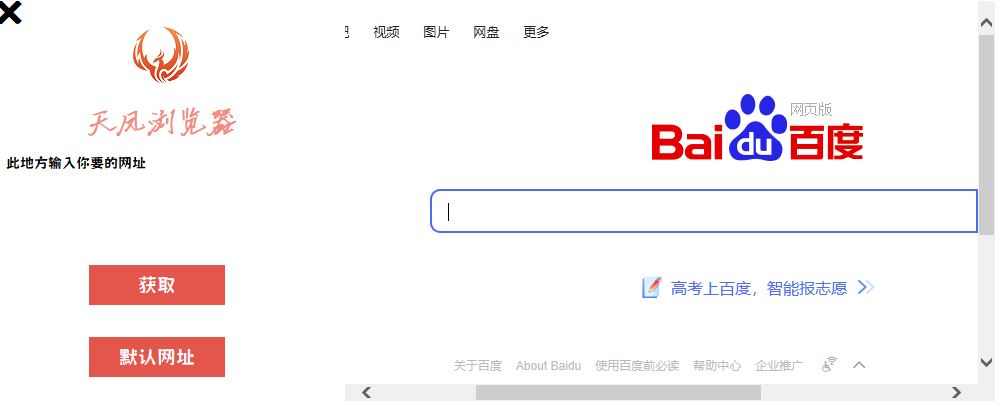 天凤浏览器
此地方输入你要的网址
获取
默认网址
视频 图片 网盘 更多
网页版
Bai du 百度
高考上百度，智能报志愿
关于百度 About Baidu 使用百度前必读 帮助中心 企业推广